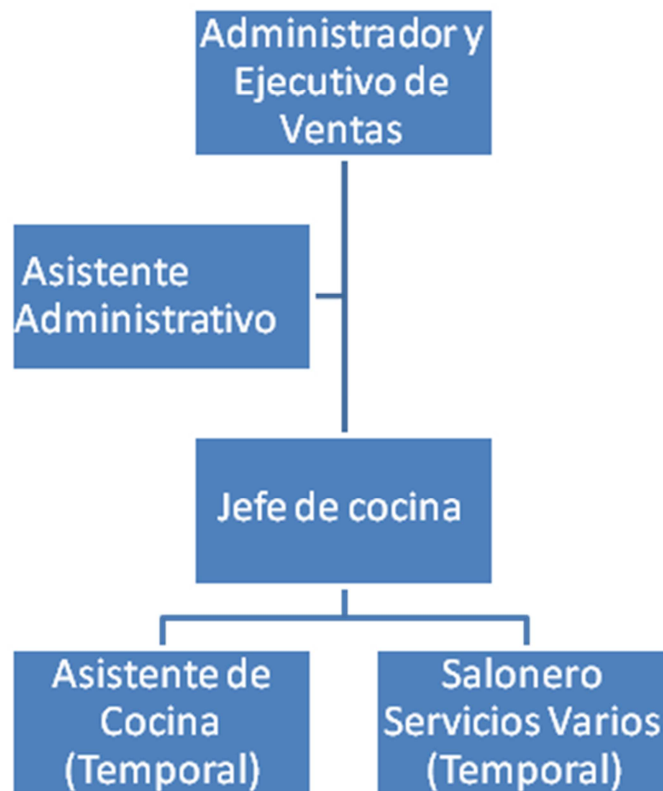 Administrador y
Ejecutivo de
Ventas
Asistente
Administrativo
Jefe de cocina
Asistente de
Cocina
(Temporal)
Salonero
Servicios Varios
(Temporal)